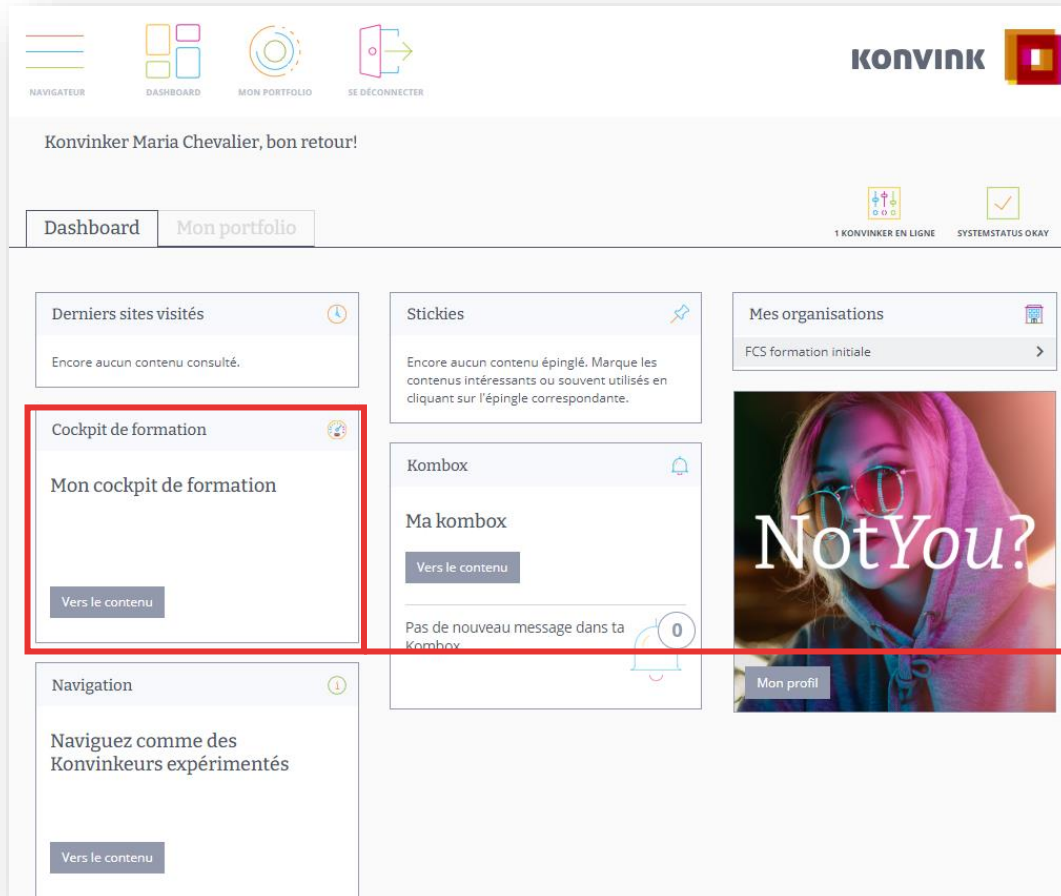 NAVIGATEUR
DASHBOARD
MON PORTFOLIO
SE DÉCONNECTER
KONVINK
Konvinker Maria Chevalier, bon retour!
Dashboard
Mon portfolio
1 KONVINKER EN LIGNE
SYSTEMSTATUS OKAY
Derniers sites visités
Encore aucun contenu consulté.
Cockpit de formation
Mon cockpit de formation
Vers le contenu
Navigation
Naviguez comme des
Konvinkeurs expérimentés
Vers le contenu
Stickies
Encore aucun contenu épinglé. Marque les
contenus intéressants ou souvent utilisés en
cliquant sur l'épingle correspondante.
Kombox
Ma kombox
Vers le contenu
Pas de nouveau message dans ta
Kombox
0
Mes organisations
FCS formation initiale
NotYou?
Mon profil